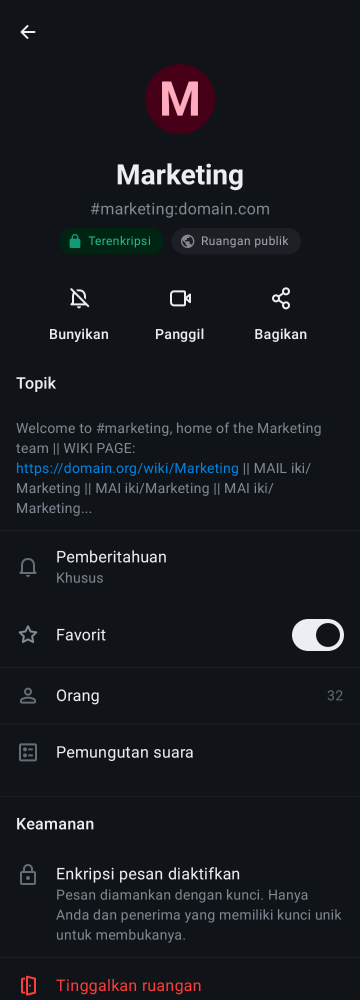 M
Marketing
#marketing:domain.com
Terenkripsi
Ruangan publik
Bunyikan
Panggil
Bagikan
Topik
Welcome to #marketing, home of the Marketing
team || WIKI PAGE:
https://domain.org/wiki/Marketing || MAIL iki/
Marketing || MAI iki/Marketing || MAI iki/
Marketing...
Pemberitahuan
Khusus
Favorit
Orang
32
Pemungutan suara
Keamanan
Enkripsi pesan diaktifkan
Pesan diamankan dengan kunci. Hanya
Anda dan penerima yang memiliki kunci unik
untuk membukanya.
Tinggalkan ruangan